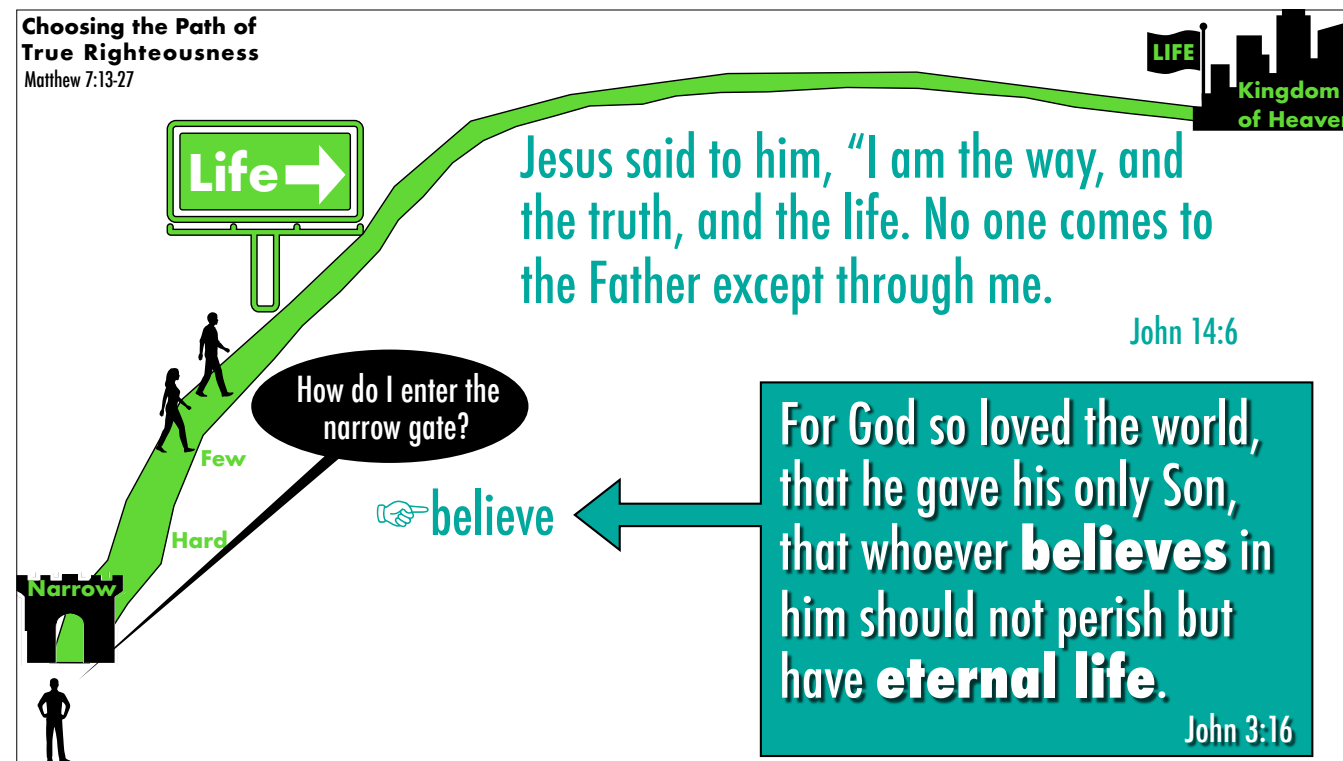 Choosing the Path of
True Righteousness
Matthew 7:13-27
LIFE
Kingdom
of Heaven
Life
Jesus said to him, “I am the way, and
the truth, and the life. No one comes to
the Father except through me.
John 14:6
How do I enter the
narrow gate?
Few
☞believe
Hard
Narrow
For God so loved the world,
that he gave his only Son,
that whoever believes in
him should not perish but
have eternal life.
John 3:16